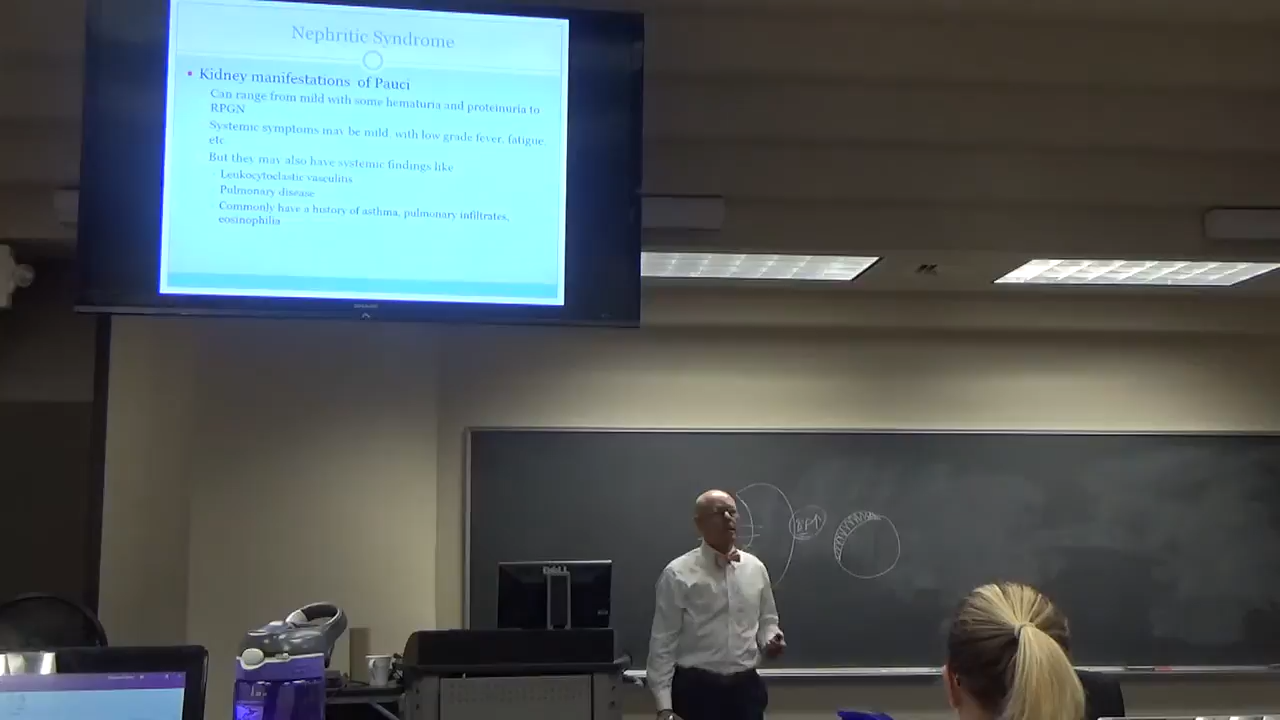 Nephritic Syndrome
Kidney manifestations of Pauci
Can range from mild with some hematuria and proteinuria to
RPGN
Systemic symptoms may be mild with low grade fever, fatigue,
etc.
But they may also have systemic findings like
Leukocytoclastic vasculitis
Pulmonary disease
Commonly have a history of asthma, pulmonary infiltrates,
eosinophilia
BP↑
DELL